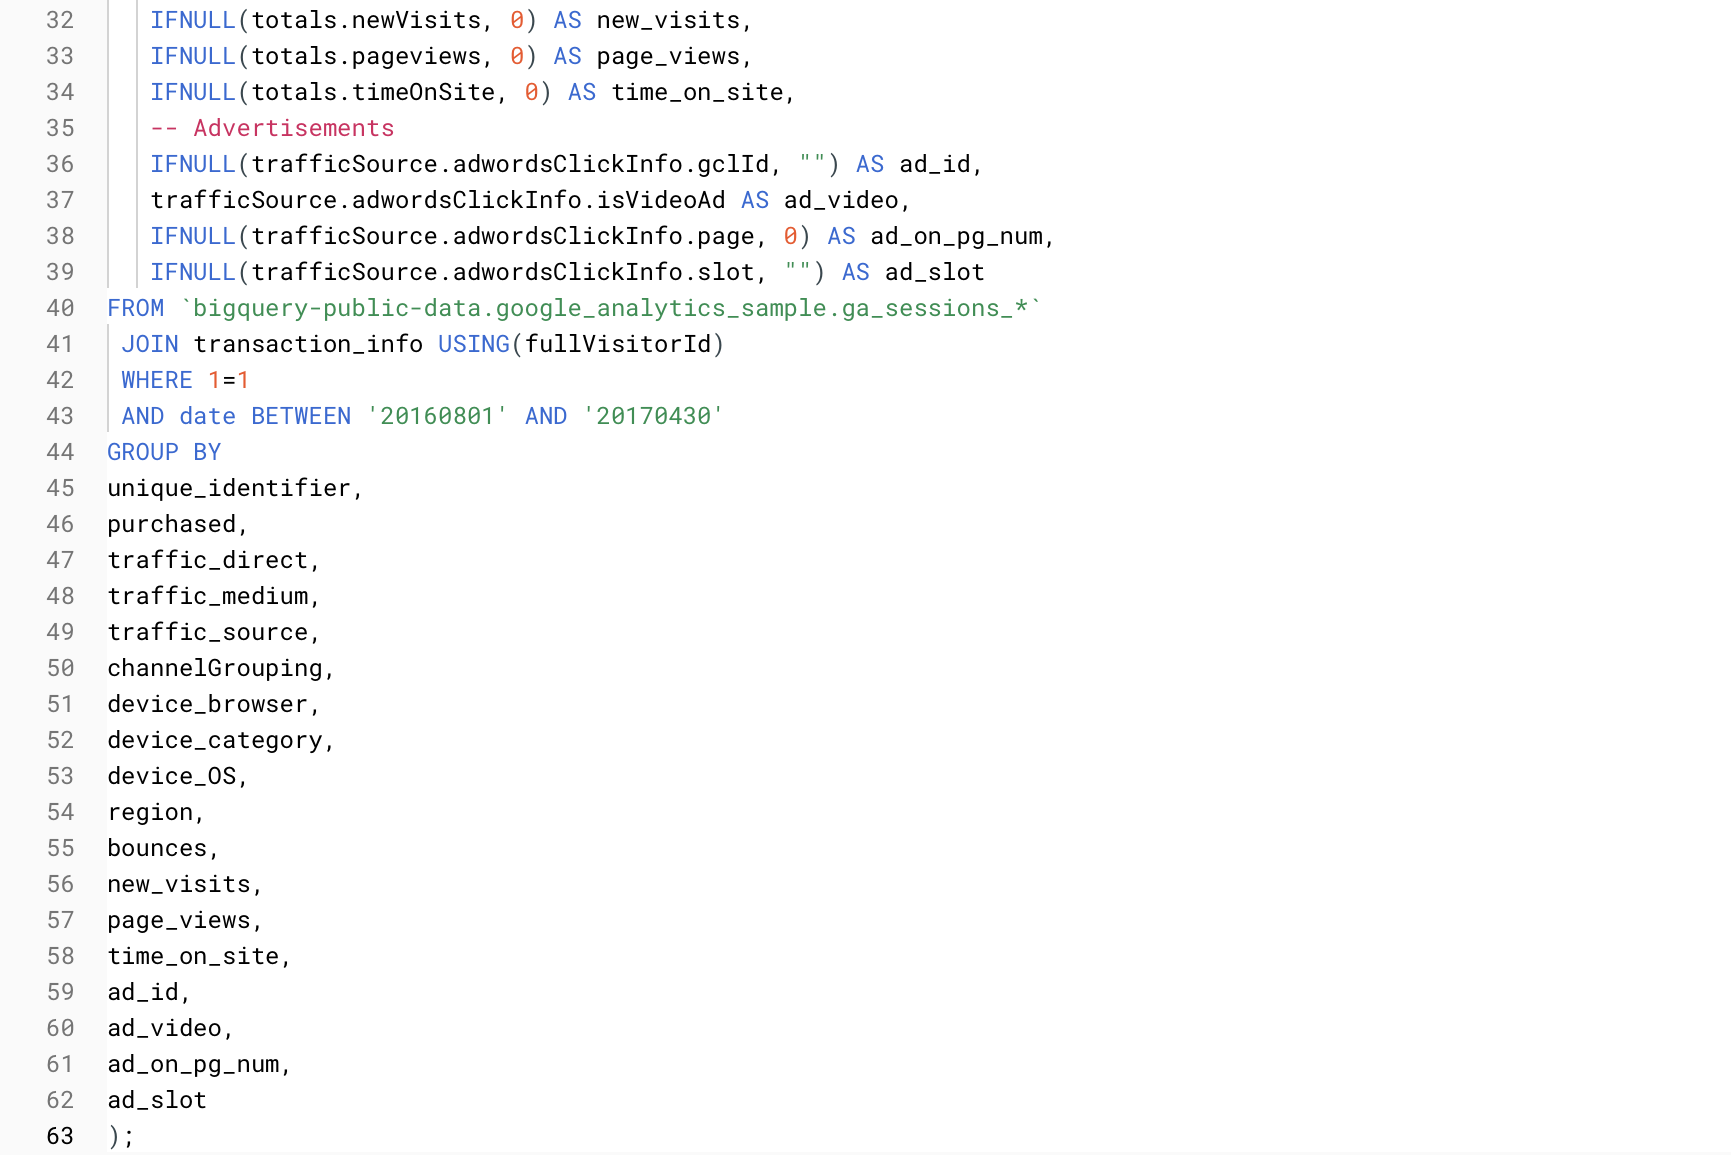 32 IFNULL(totals.newVisits, 0) AS new_visits,
33 IFNULL(totals.pageviews, 0) AS page_views,
34 IFNULL(totals.timeOnSite, 0) AS time_on_site,
35 -- Advertisements
36 IFNULL(trafficSource.adwordsClickInfo.gclId, "") AS ad_id,
37 trafficSource.adwordsClickInfo.isVideoAd AS ad_video,
38 IFNULL(trafficSource.adwordsClickInfo.page, 0) AS ad_on_pg_num,
39 IFNULL(trafficSource.adwordsClickInfo.slot, "") AS ad_slot
40 FROM `bigquery-public-data.google_analytics_sample.ga_sessions_*`
41 JOIN transaction_info USING(fullVisitorId)
42 WHERE 1=1
43 AND date BETWEEN '20160801' AND '20170430'
44 GROUP BY
45 unique_identifier,
46 purchased,
47 traffic_direct,
48 traffic_medium,
49 traffic_source,
50 channelGrouping,
51 device_browser,
52 device_category,
53 device_OS,
54 region,
55 bounces,
56 new_visits,
57 page_views,
58 time_on_site,
59 ad_id,
60 ad_video,
61 ad_on_pg_num,
62 ad_slot
63 );